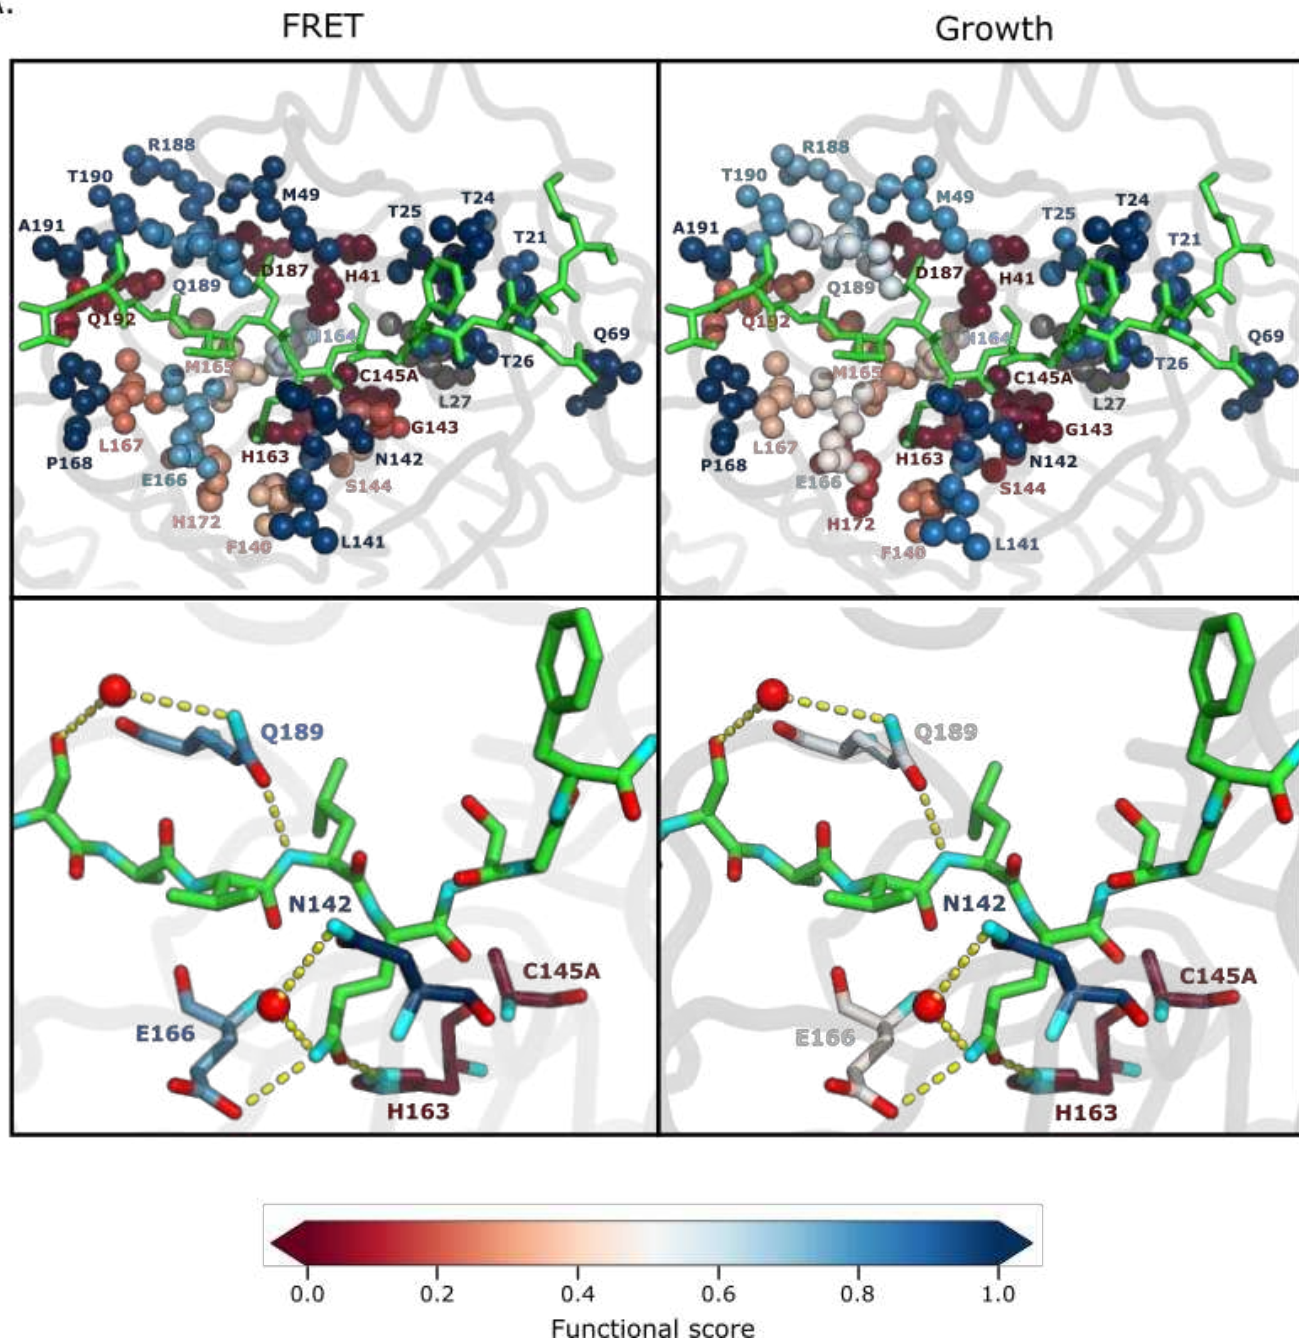 FRET
Growth
R188
T190
M49
A191
T25
T24
T21
D187
H41
Q189
Q192
H164
M165
T26
Q69
C145A
L27
L167
G143
P168
H163
N142
E166
S144
H172
F140
L141
R188
T190
M49
A191
T25
T24
T21
D187
H41
Q189
Q192
H164
M165
T26
Q69
C145A
L27
L167
G143
P168
H163
N142
E166
S144
H172
F140
L141
Q189
N142
C145A
E166
H163
Q189
N142
C145A
E166
H163
0.0 0.2 0.4 0.6 0.8 1.0
Functional score